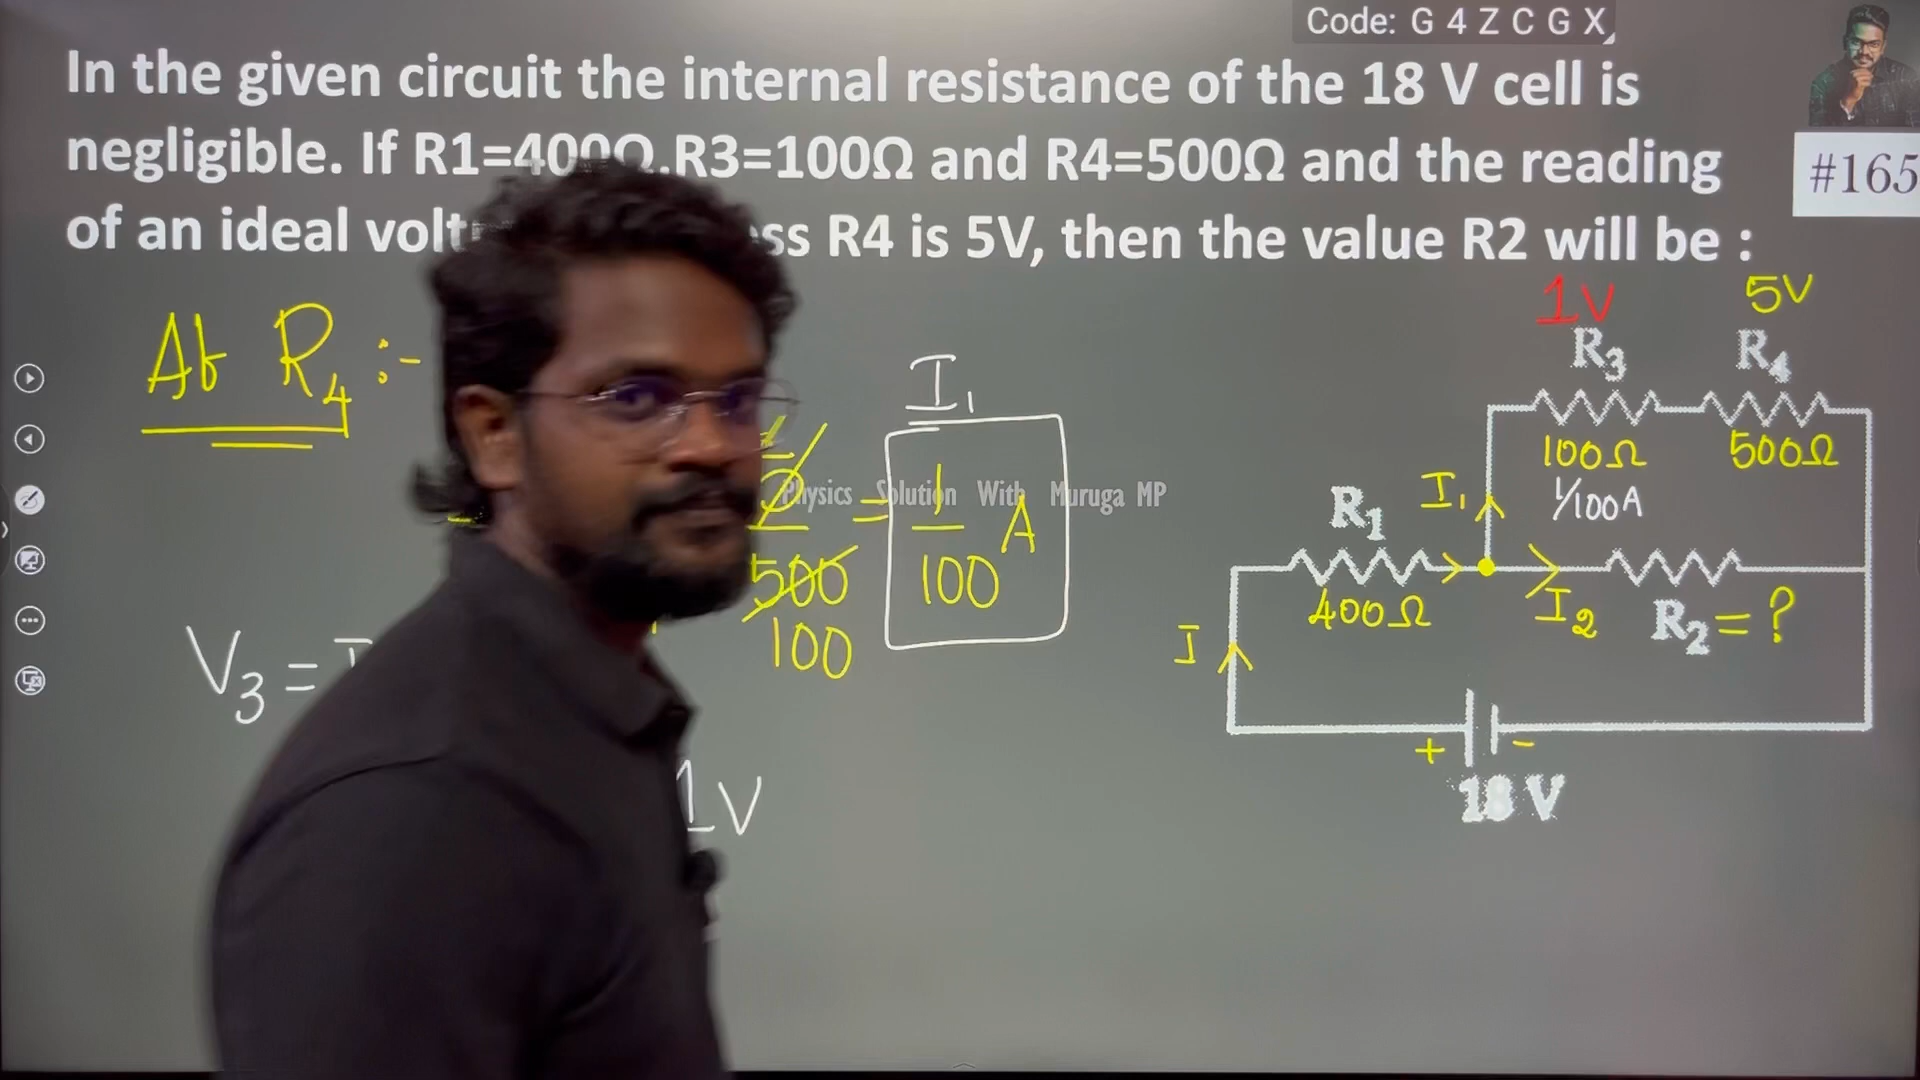 Code: G 4 Z C G X
In the given circuit the internal resistance of the 18 V cell is
negligible. If R1=400Ω,R3=100Ω and R4=500Ω and the reading
#165
of an ideal volt ss R4 is 5V, then the value R2 will be :
1V 5V
R3 R4
At R4 :-
I1
100Ω 500Ω
1/100A
I1
R1
5/500 = 1/100 A
100
Physics Solution With Muruga MP
400Ω
I2
R2 = ?
I
V3 =
+ -
18 V
1V